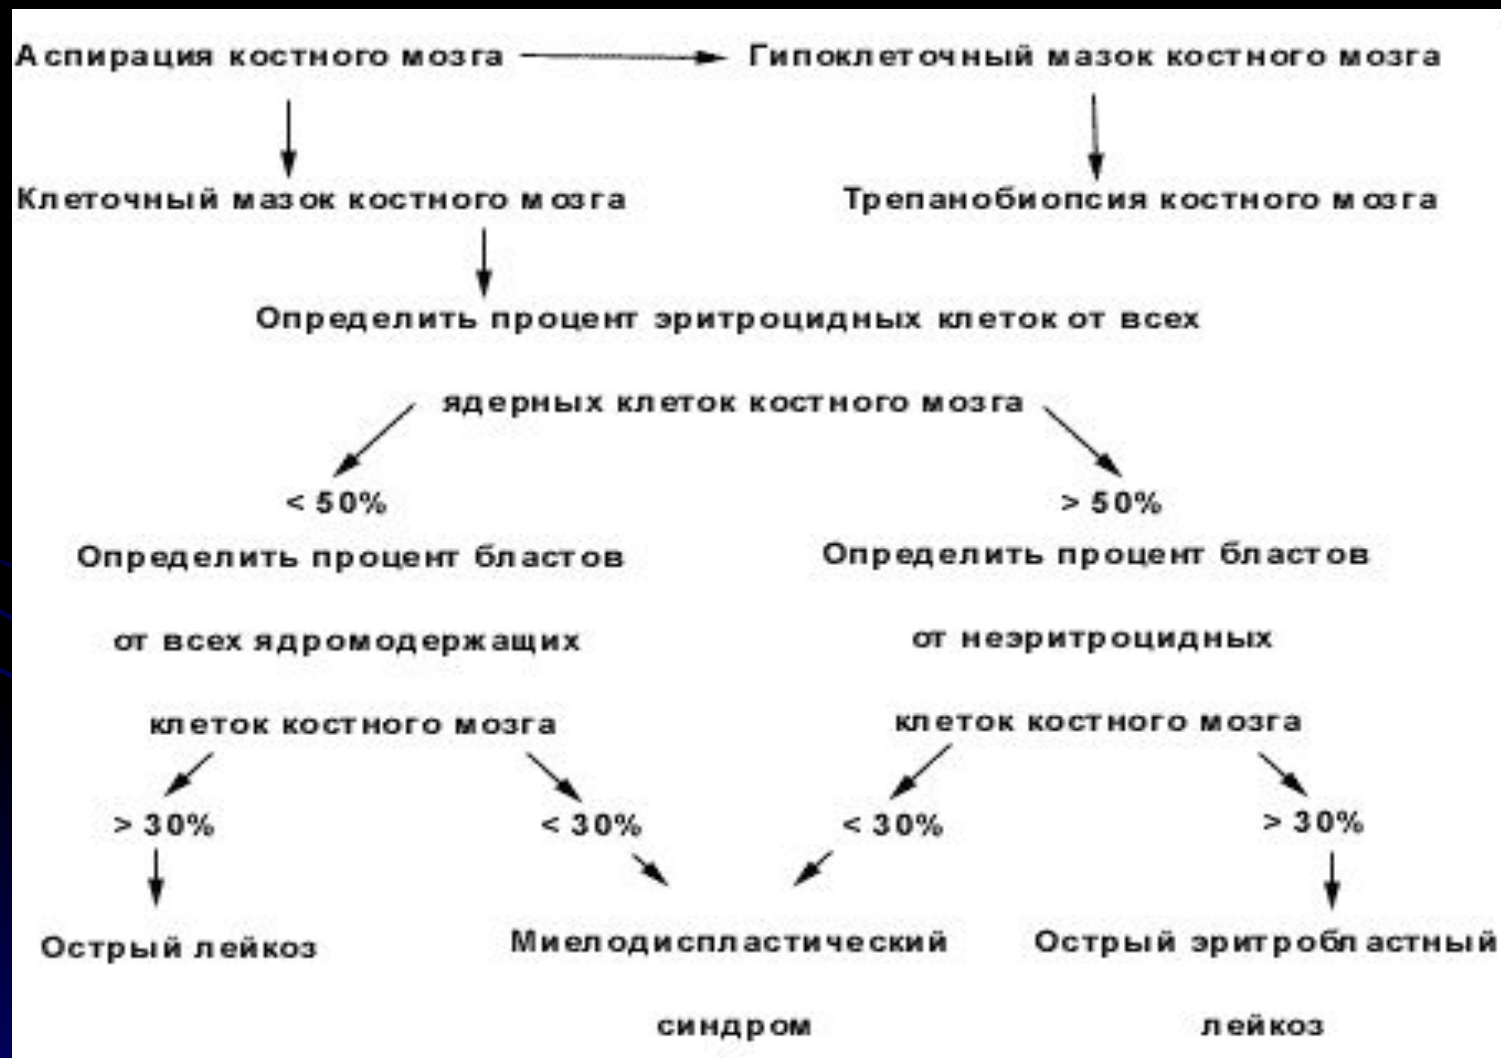 Аспирация костного мозга
Гипоклеточный мазок костного мозга
Клеточный мазок костного мозга
Трепанобиопсия костного мозга
Определить процент эритроцидных клеток от всех
ядерных клеток костного мозга
< 50%
> 50%
Определить процент бластов
Определить процент бластов
от всех ядромодержащих
от неэритроцидных
клеток костного мозга
клеток костного мозга
> 30%
< 30%
< 30%
> 30%
Острый лейкоз
Миелодиспластический
Острый эритробластный
синдром
лейкоз